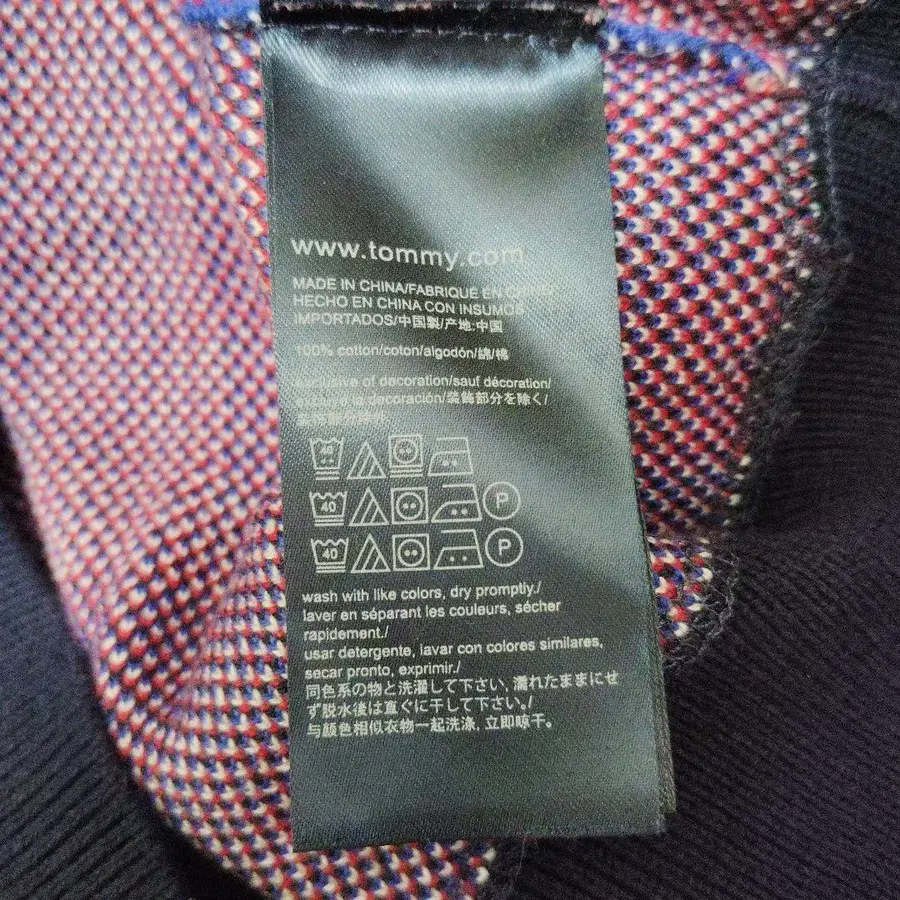 www.tommy.com
MADE IN CHINA/FABRIQUE EN CHINE/
HECHO EN CHINA CON INSUMOS
IMPORTADOS/中国製/产地:中国
100% cotton/coton/algodón/綿/棉
exclusive of decoration/sauf décoration/
la decoración/装飾部分を除く/
40
40 P
40 P
wash with like colors, dry promptly./
laver en séparant les couleurs, sécher
rapidement./
usar detergente, lavar con colores similares,
secar pronto, exprimir./
同色系の物と洗濯して下さい, 濡れたままにせ
ず脱水後は直ぐに干して下さい。/
与颜色相似衣物一起洗涤, 立即晾干。